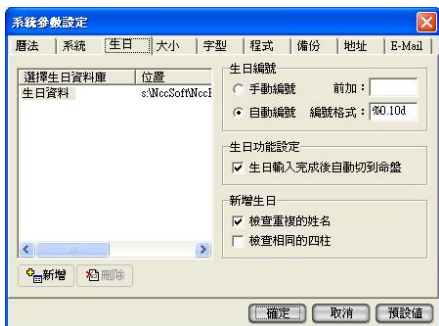 系統參數設定
曆法 系統 生日 大小 字型 程式 備份 地址 E-Mail
選擇生日資料庫 位置
生日資料 s:\NccSoft\NccF
生日編號
手動編號 前加：
自動編號 編號格式： %0.10d
生日功能設定
生日輸入完成後自動切到命盤
新增生日
檢查重複的姓名
檢查相同的四柱
新增 刪除
確定 取消 預設值